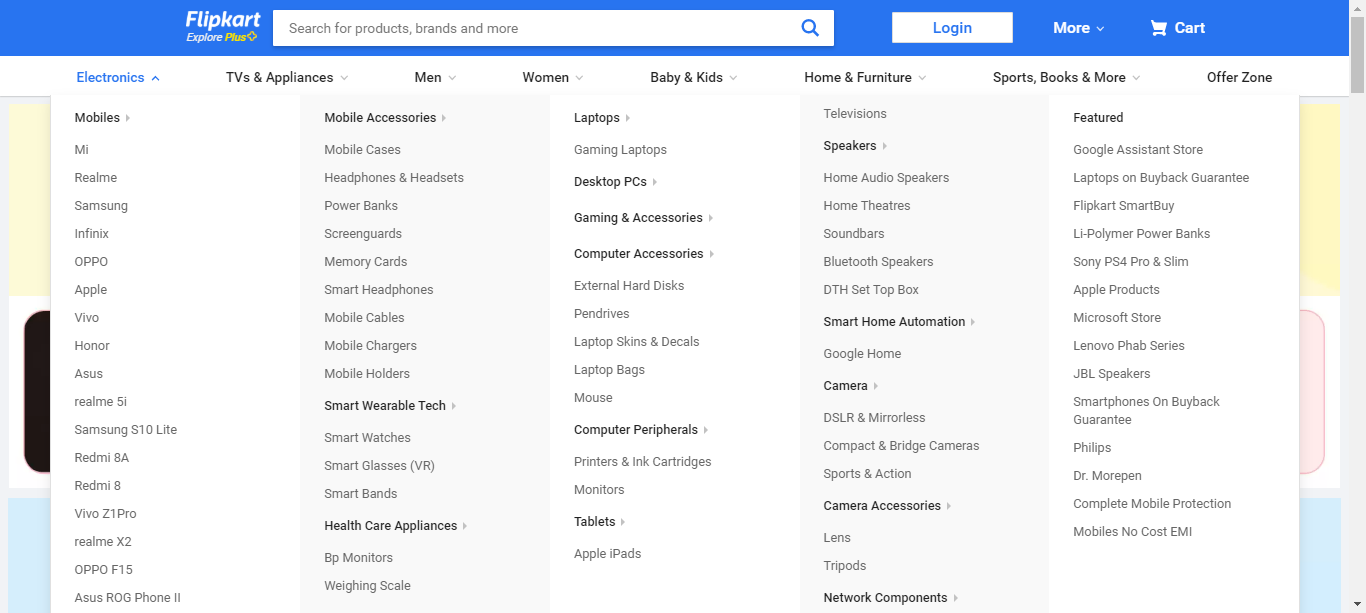 Flipkart
Explore Plus
Search for products, brands and more
Login
More
Cart
Electronics
TVs & Appliances
Men
Women
Baby & Kids
Home & Furniture
Sports, Books & More
Offer Zone
Mobiles
Mi
Realme
Samsung
Infinix
OPPO
Apple
Vivo
Honor
Asus
realme 5i
Samsung S10 Lite
Redmi 8A
Redmi 8
Vivo Z1Pro
realme X2
OPPO F15
Asus ROG Phone II
Mobile Accessories
Mobile Cases
Headphones & Headsets
Power Banks
Screenguards
Memory Cards
Smart Headphones
Mobile Cables
Mobile Chargers
Mobile Holders
Smart Wearable Tech
Smart Watches
Smart Glasses (VR)
Smart Bands
Health Care Appliances
Bp Monitors
Weighing Scale
Laptops
Gaming Laptops
Desktop PCs
Gaming & Accessories
Computer Accessories
External Hard Disks
Pendrives
Laptop Skins & Decals
Laptop Bags
Mouse
Computer Peripherals
Printers & Ink Cartridges
Monitors
Tablets
Apple iPads
Televisions
Speakers
Home Audio Speakers
Home Theatres
Soundbars
Bluetooth Speakers
DTH Set Top Box
Smart Home Automation
Google Home
Camera
DSLR & Mirrorless
Compact & Bridge Cameras
Sports & Action
Camera Accessories
Lens
Tripods
Network Components
Featured
Google Assistant Store
Laptops on Buyback Guarantee
Flipkart SmartBuy
Li-Polymer Power Banks
Sony PS4 Pro & Slim
Apple Products
Microsoft Store
Lenovo Phab Series
JBL Speakers
Smartphones On Buyback
Guarantee
Philips
Dr. Morepen
Complete Mobile Protection
Mobiles No Cost EMI